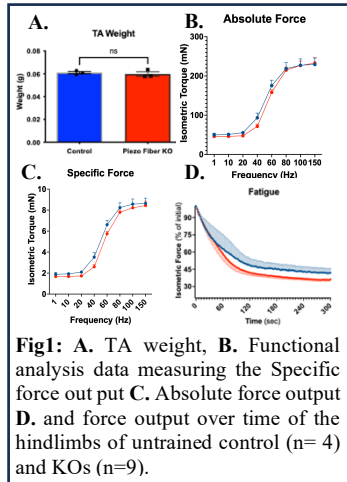 A.
TA Weight
ns
Weight (g)
0.08
0.06
0.04
0.02
0.00
Control
Piezo Fiber KO
B.
Absolute Force
Isometric Torque (mN)
300
200
100
0
1 10 20 40 60 80 100 150
Frequency (Hz)
C.
Specific Force
Isometric Torque (mN)
10
8
6
4
2
0
1 10 20 40 60 80 100 150
Frequency (Hz)
D.
Fatigue
Isometric Force (% of initial)
90
75
60
45
30
0 60 120 180 240 300
Time (sec)
Fig1: A. TA weight, B. Functional
analysis data measuring the Specific
force out put C. Absolute force output
D. and force output over time of the
hindlimbs of untrained control (n= 4)
and KOs (n=9).